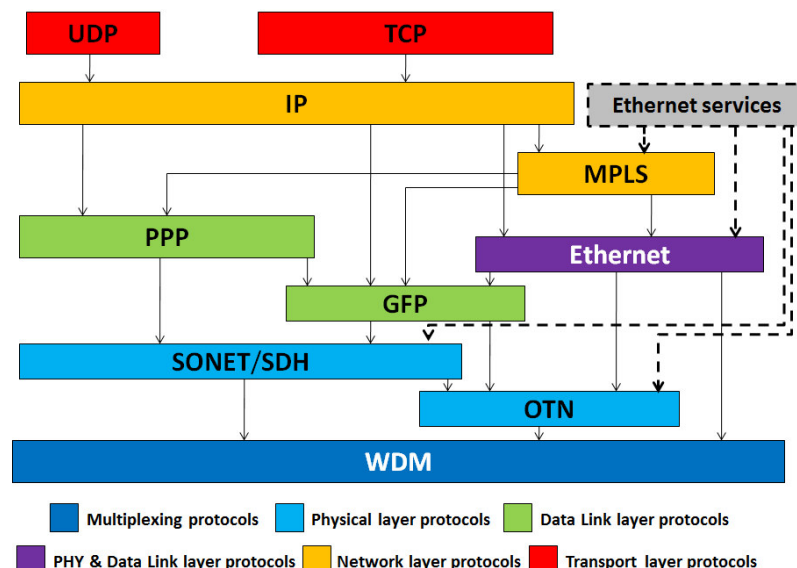 UDP
TCP
IP
Ethernet services
MPLS
PPP
Ethernet
GFP
SONET/SDH
OTN
WDM
Multiplexing protocols
Physical layer protocols
Data Link layer protocols
PHY & Data Link layer protocols
Network layer protocols
Transport layer protocols